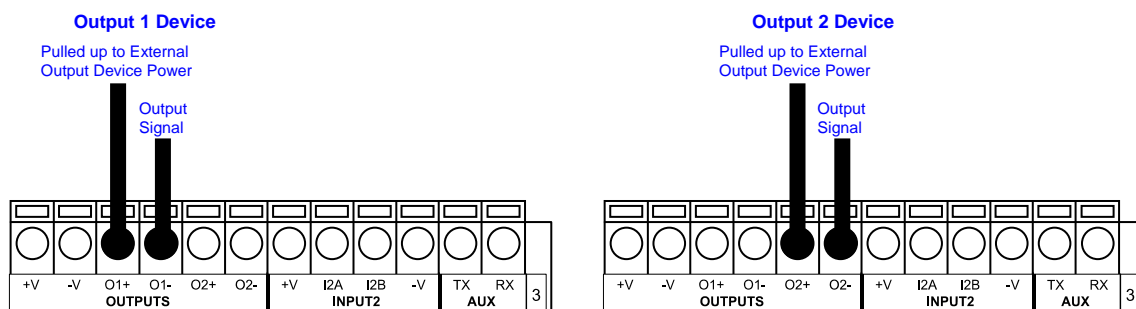 Output 1 Device
Pulled up to External
Output Device Power
Output
Signal
+V -V O1+ O1- O2+ O2- +V I2A I2B -V TX RX
OUTPUTS INPUT2 AUX 3
Output 2 Device
Pulled up to External
Output Device Power
Output
Signal
+V -V O1+ O1- O2+ O2- +V I2A I2B -V TX RX
OUTPUTS INPUT2 AUX 3